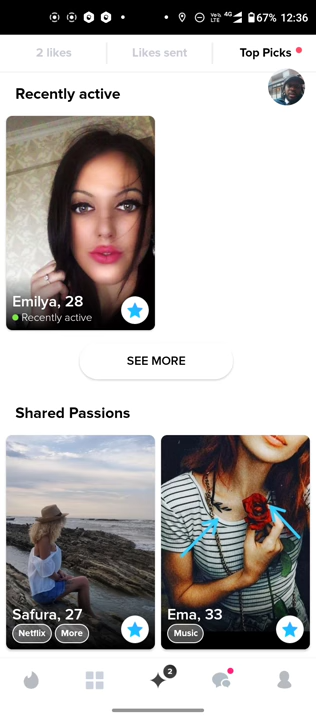 Vo))
LTE
4G
67% 12:36
2 likes
Likes sent
Top Picks
Recently active
Emilya, 28
Recently active
SEE MORE
Shared Passions
Safura, 27
Netflix
More
Ema, 33
Music
2